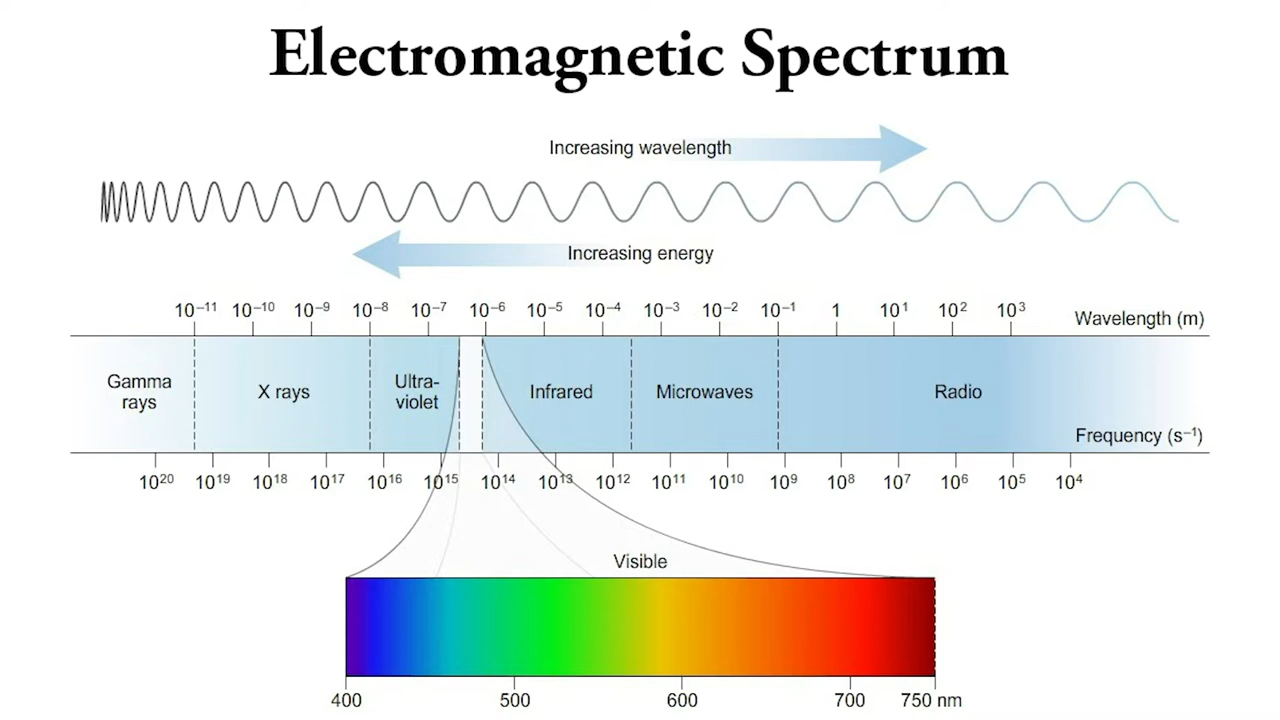 Electromagnetic Spectrum
Increasing wavelength
Increasing energy
10⁻¹¹ 10⁻¹⁰ 10⁻⁹ 10⁻⁸ 10⁻⁷ 10⁻⁶ 10⁻⁵ 10⁻⁴ 10⁻³ 10⁻² 10⁻¹ 1 10¹ 10² 10³ Wavelength (m)
Gamma
rays
X rays
Ultra-
violet
Infrared
Microwaves
Radio
Frequency (s⁻¹)
10²⁰ 10¹⁹ 10¹⁸ 10¹⁷ 10¹⁶ 10¹⁵ 10¹⁴ 10¹³ 10¹² 10¹¹ 10¹⁰ 10⁹ 10⁸ 10⁷ 10⁶ 10⁵ 10⁴
Visible
400 500 600 700 750 nm